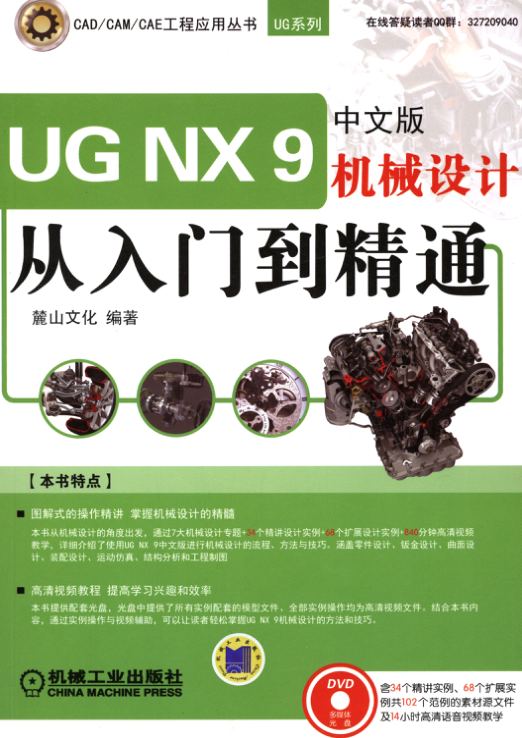 CAD/CAM/CAE工程应用丛书 UG系列 在线答疑读者QQ群：327209040
UG NX 9 中文版
机械设计
从入门到精通
麓山文化 编著
【本书特点】
■ 图解式的操作精讲 掌握机械设计的精髓
本书从机械设计的角度出发，通过7大机械设计专题+34个精讲设计实例+68个扩展设计实例+840分钟高清视频
教学，详细介绍了使用UG NX 9中文版进行机械设计的流程、方法与技巧。涵盖零件设计、钣金设计、曲面设
计、装配设计、运动仿真、结构分析和工程制图
■ 高清视频教程 提高学习兴趣和效率
本书提供配套光盘，光盘中提供了所有实例配套的模型文件、全部实例操作均为高清视频文件。结合本书内
容，通过实例操作与视频辅助，可以让读者轻松掌握UG NX 9机械设计的方法和技巧。
机械工业出版社
CHINA MACHINE PRESS
DVD
多媒体
光盘
含34个精讲实例、68个扩展实
例共102个范例的素材源文件
及14小时高清语音视频教学